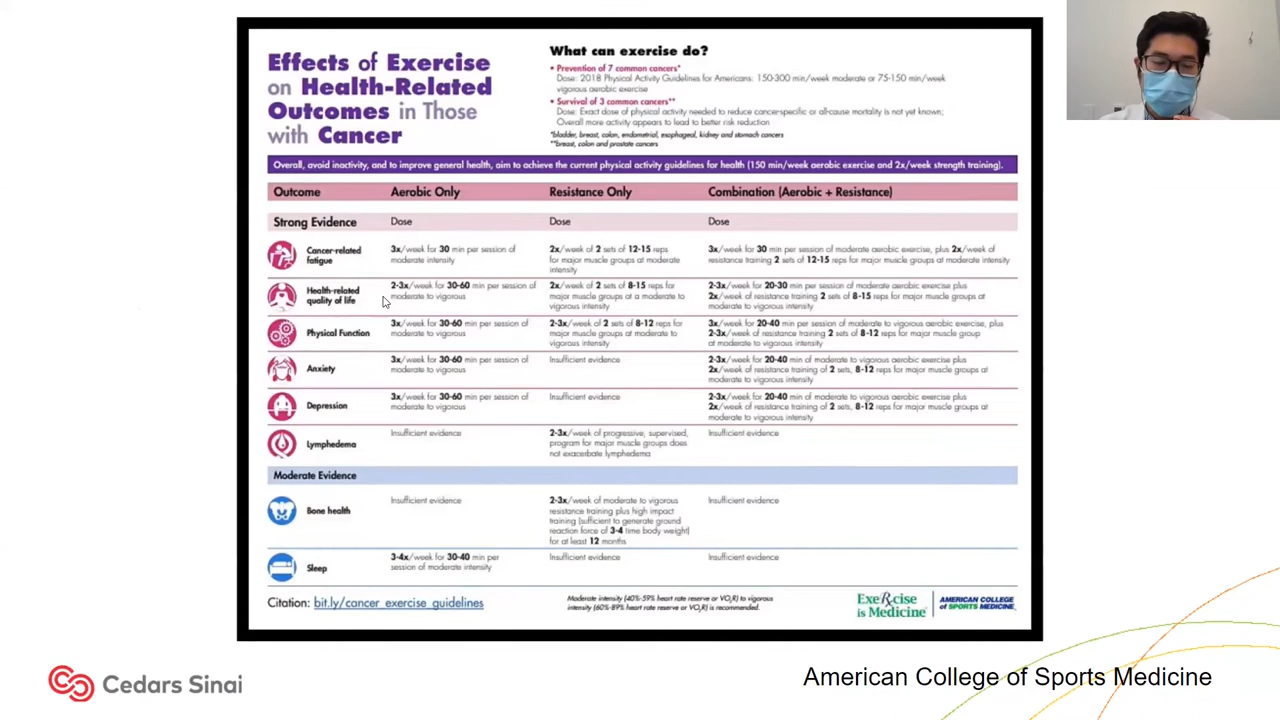 Effects of Exercise
on Health-Related
Outcomes in Those
with Cancer
What can exercise do?
• Prevention of 7 common cancers*
Dose: 2018 Physical Activity Guidelines for Americans: 150-300 min/week moderate or 75-150 min/week
vigorous aerobic exercise
• Survival of 3 common cancers**
Dose: Exact dose of physical activity needed to reduce cancer-specific or all-cause mortality is not yet known;
Overall more activity appears to lead to better risk reduction
*bladder, breast, colon, endometrial, esophageal, kidney and stomach cancers
**breast, colon and prostate cancers
Overall, avoid inactivity, and to improve general health, aim to achieve the current physical activity guidelines for health (150 min/week aerobic exercise and 2x/week strength training).
Outcome Aerobic Only Resistance Only Combination (Aerobic + Resistance)
Strong Evidence Dose Dose Dose
Cancer-related
fatigue
3x/week for 30 min per session of
moderate intensity
2x/week of 2 sets of 12-15 reps
for major muscle groups at moderate
intensity
3x/week for 30 min per session of moderate aerobic exercise, plus 2x/week of
resistance training 2 sets of 12-15 reps for major muscle groups at moderate intensity
Health-related
quality of life
2-3x/week for 30-60 min per session of
moderate to vigorous
2x/week of 2 sets of 8-15 reps for
major muscle groups at a moderate to
vigorous intensity
2-3x/week for 20-30 min per session of moderate aerobic exercise plus
2x/week of resistance training 2 sets of 8-15 reps for major muscle groups at
moderate to vigorous intensity
Physical Function
3x/week for 30-60 min per session of
moderate to vigorous
2-3x/week of 2 sets of 8-12 reps for
major muscle groups at moderate to
vigorous intensity
3x/week for 20-40 min per session of moderate to vigorous aerobic exercise, plus
2-3x/week of resistance training 2 sets of 8-12 reps for major muscle group
at moderate to vigorous intensity
Anxiety
3x/week for 30-60 min per session of
moderate to vigorous
Insufficient evidence
2-3x/week for 20-40 min of moderate to vigorous aerobic exercise plus
2x/week of resistance training of 2 sets, 8-12 reps for major muscle groups at
moderate to vigorous intensity
Depression
3x/week for 30-60 min per session of
moderate to vigorous
Insufficient evidence
2-3x/week for 20-40 min of moderate to vigorous aerobic exercise plus
2x/week of resistance training of 2 sets, 8-12 reps for major muscle groups at
moderate to vigorous intensity
Lymphedema
Insufficient evidence
2-3x/week of progressive, supervised,
program for major muscle groups does
not exacerbate lymphedema
Insufficient evidence
Moderate Evidence
Bone health
Insufficient evidence
2-3x/week of moderate to vigorous
resistance training plus high impact
training (sufficient to generate ground
reaction force of 3-4 time body weight)
for at least 12 months
Insufficient evidence
Sleep
3-4x/week for 30-40 min per
session of moderate intensity
Insufficient evidence
Insufficient evidence
Citation: bit.ly/cancer_exercise_guidelines
Moderate intensity (40%-59% heart rate reserve or VO₂R) to vigorous
intensity (60%-89% heart rate reserve or VO₂R) is recommended.
ExeRcise
is Medicine
AMERICAN COLLEGE
of SPORTS MEDICINE
Cedars Sinai
American College of Sports Medicine